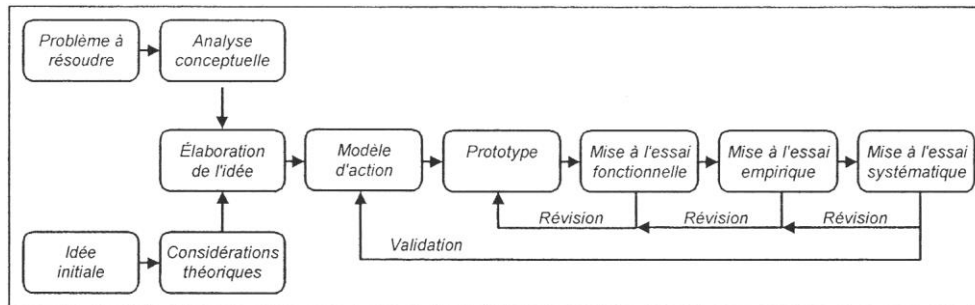 Problème à
résoudre
Analyse
conceptuelle
Élaboration
de l'idée
Modèle
d'action
Prototype
Mise à l'essai
fonctionnelle
Mise à l'essai
empirique
Mise à l'essai
systématique
Révision
Révision
Révision
Validation
Idée
initiale
Considérations
théoriques